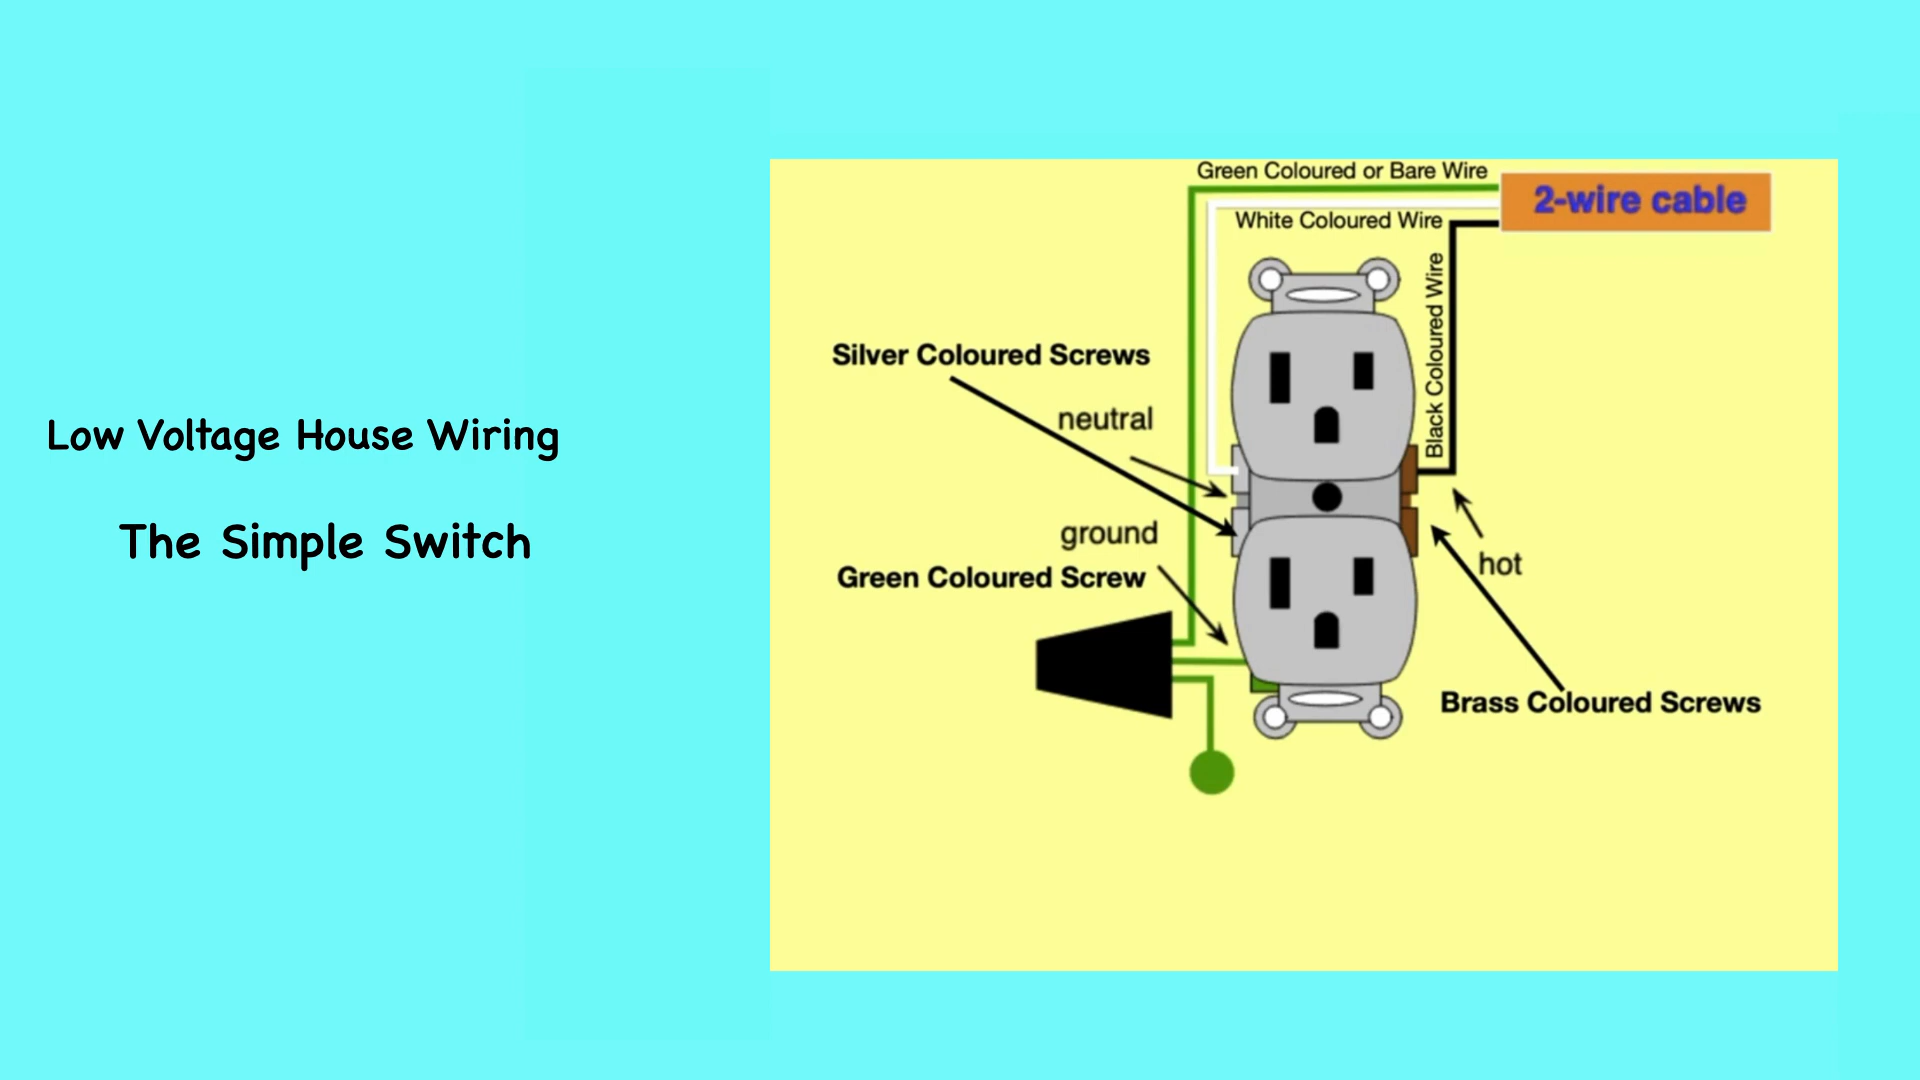 Low Voltage House Wiring
The Simple Switch
Green Coloured or Bare Wire
2-wire cable
White Coloured Wire
Black Coloured Wire
Silver Coloured Screws
neutral
ground
Green Coloured Screw
hot
Brass Coloured Screws